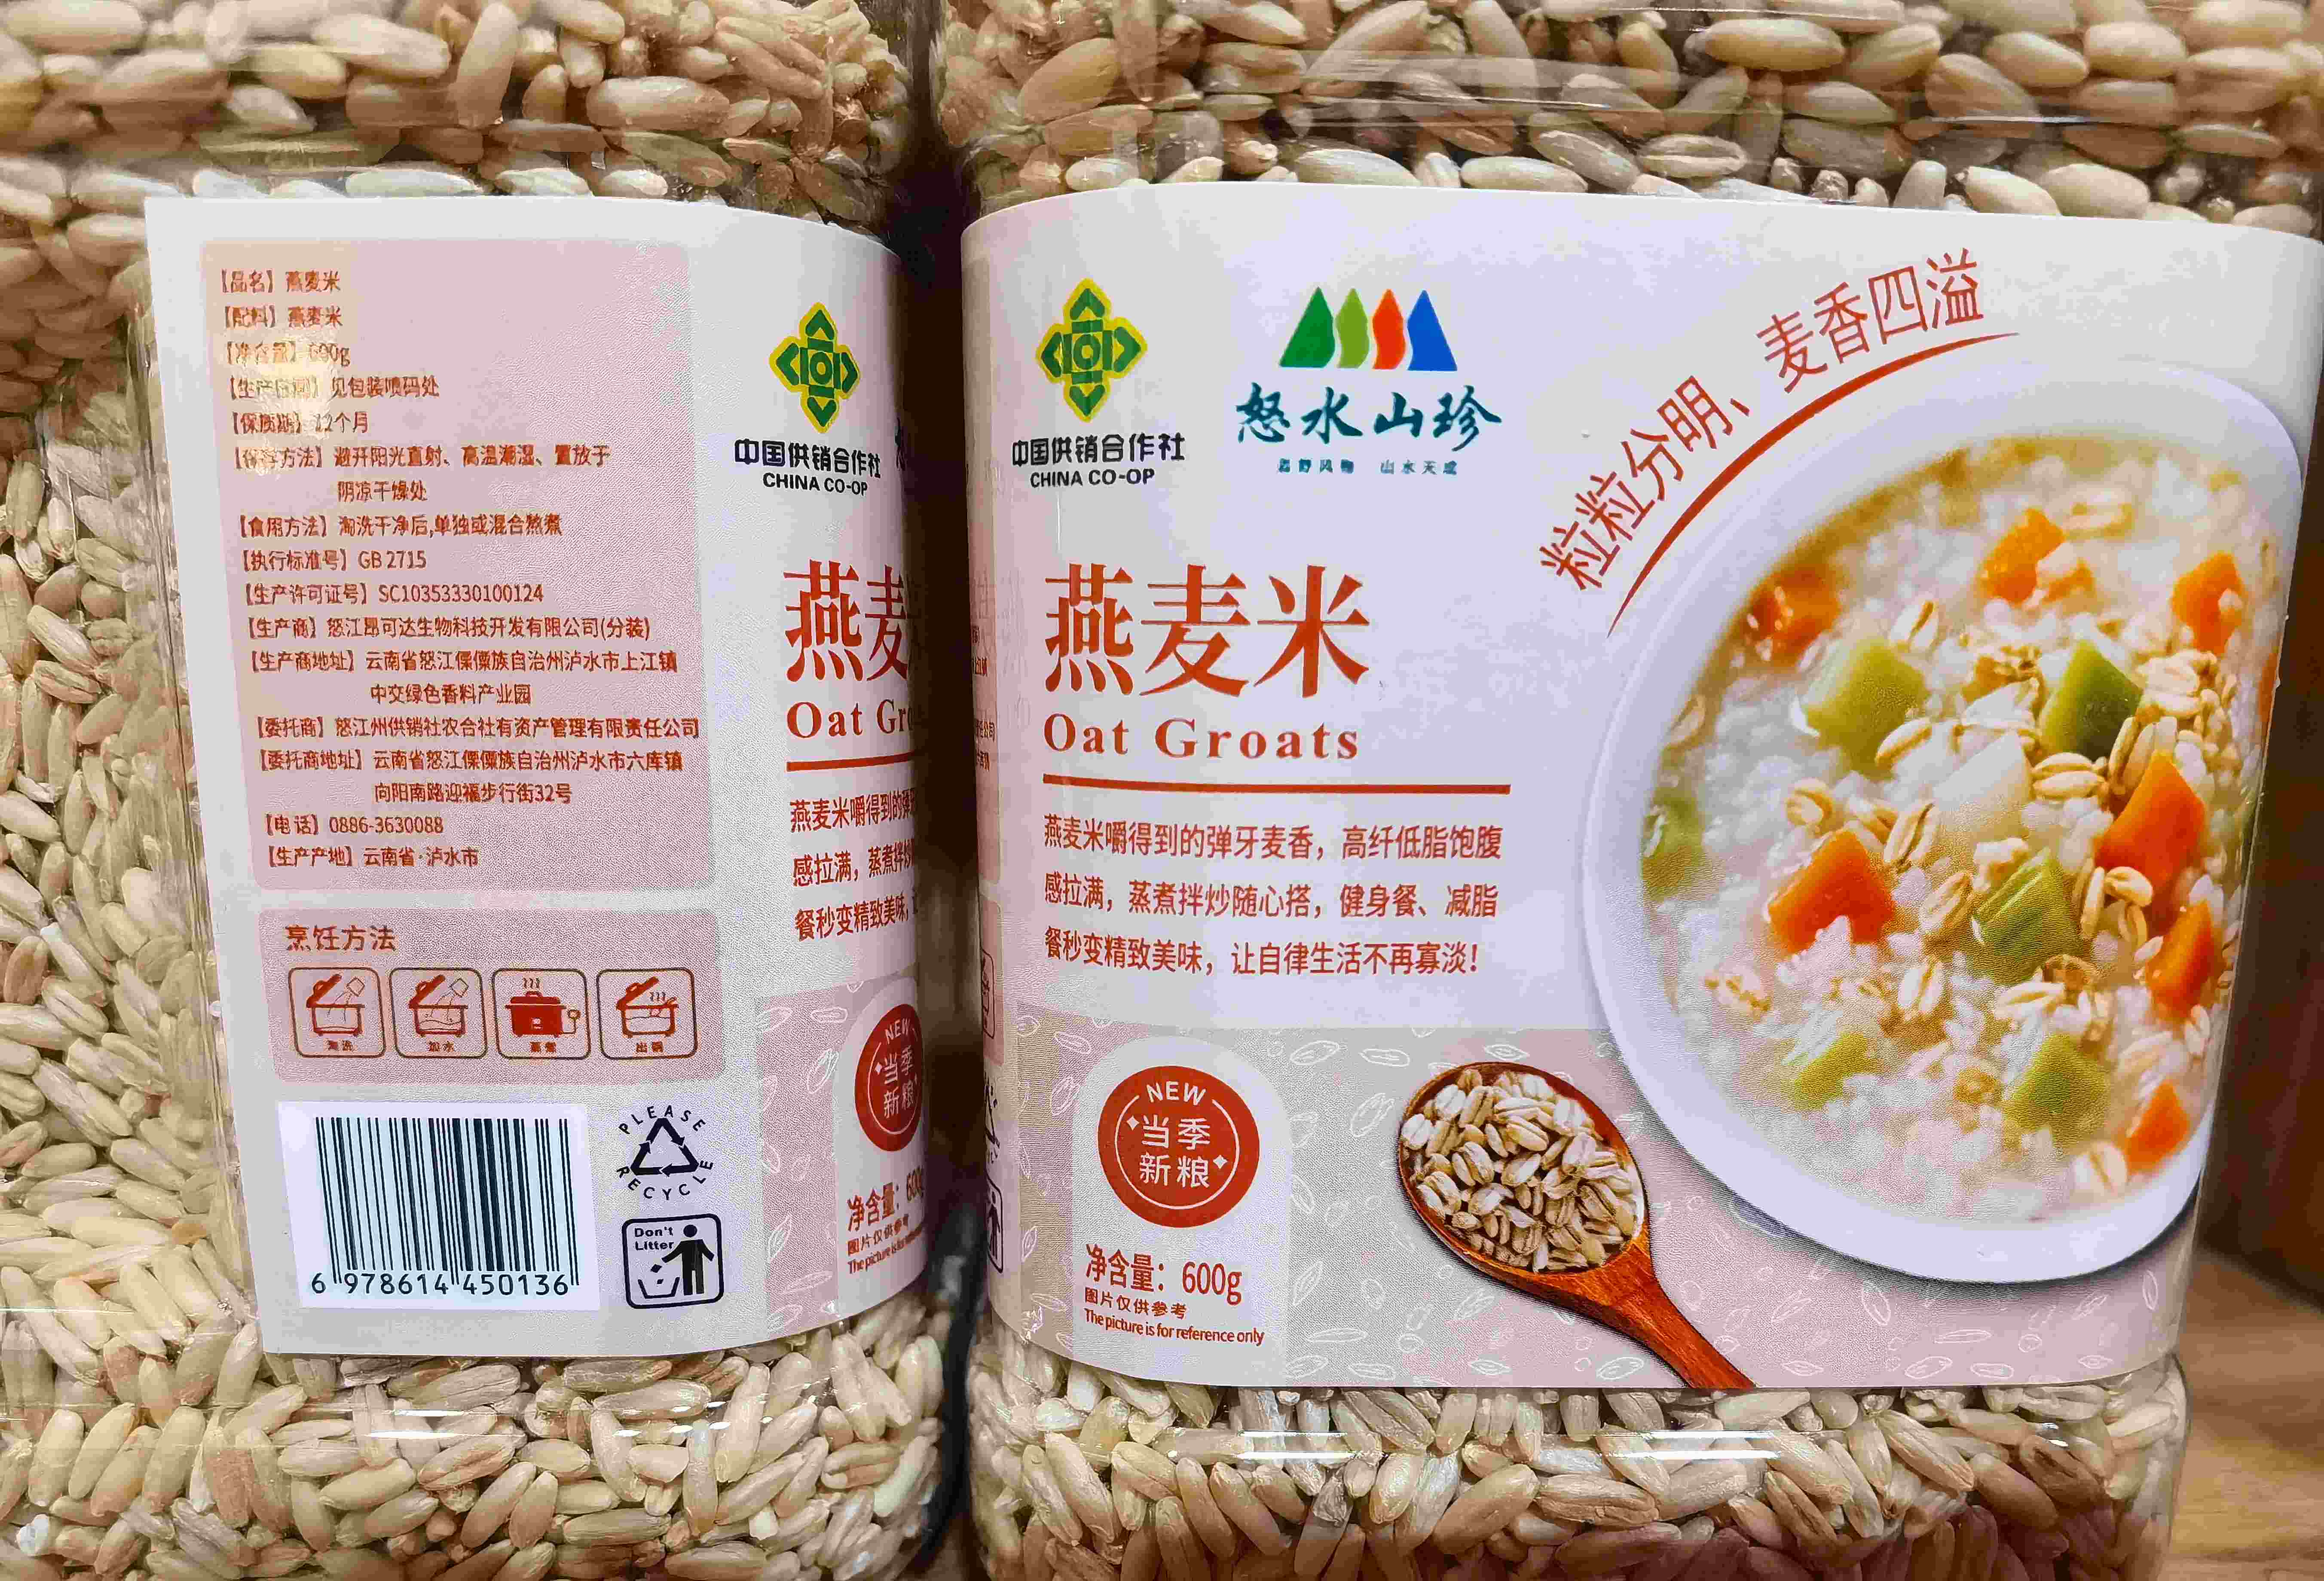 【品名】燕麦米
【配料】燕麦米
【净含量】600g
【生产日期】见包装喷码处
【保质期】12个月
【保存方法】避开阳光直射、高温潮湿、置放于
阴凉干燥处
【食用方法】淘洗干净后,单独或混合熬煮
【执行标准号】GB 2715
【生产许可证号】SC10353330100124
【生产商】怒江昂可达生物科技开发有限公司(分装)
【生产商地址】云南省怒江傈僳族自治州泸水市上江镇
中交绿色香料产业园
【委托商】怒江州供销社农合社有资产管理有限责任公司
【委托商地址】云南省怒江傈僳族自治州泸水市六库镇
向阳南路迎福步行街32号
【电话】0886-3630088
【生产产地】云南省·泸水市
烹饪方法
淘洗 加水 蒸煮 出锅
6 978614 450136
PLEASE RECYCLE
Don't
Litter
中国供销合作社
CHINA CO-OP
燕麦
Oat Gr
燕麦米嚼得到的弹
感拉满，蒸煮拌炒
餐秒变精致美味，
NEW
当季
新粮
净含量：600
图片仅供参考
The picture is for
中国供销合作社
CHINA CO-OP
怒水山珍
山水天成
粒粒分明、麦香四溢
燕麦米
Oat Groats
燕麦米嚼得到的弹牙麦香，高纤低脂饱腹
感拉满，蒸煮拌炒随心搭，健身餐、减脂
餐秒变精致美味，让自律生活不再寡淡！
NEW
当季
新粮
净含量：600g
图片仅供参考
The picture is for reference only